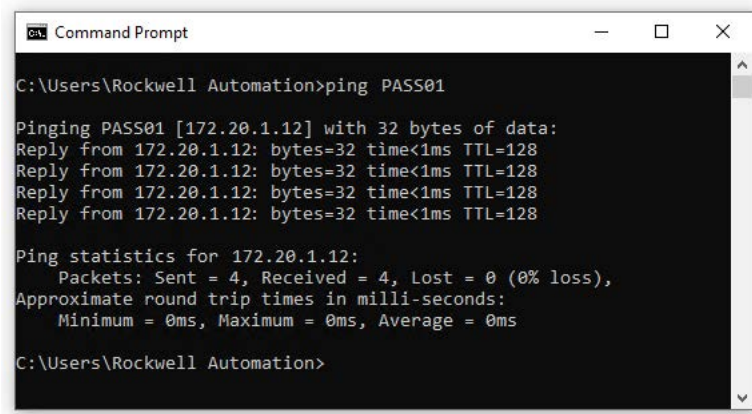 Command Prompt
C:\Users\Rockwell Automation>ping PASS01
Pinging PASS01 [172.20.1.12] with 32 bytes of data:
Reply from 172.20.1.12: bytes=32 time<1ms TTL=128
Reply from 172.20.1.12: bytes=32 time<1ms TTL=128
Reply from 172.20.1.12: bytes=32 time<1ms TTL=128
Reply from 172.20.1.12: bytes=32 time<1ms TTL=128
Ping statistics for 172.20.1.12:
Packets: Sent = 4, Received = 4, Lost = 0 (0% loss),
Approximate round trip times in milli-seconds:
Minimum = 0ms, Maximum = 0ms, Average = 0ms
C:\Users\Rockwell Automation>